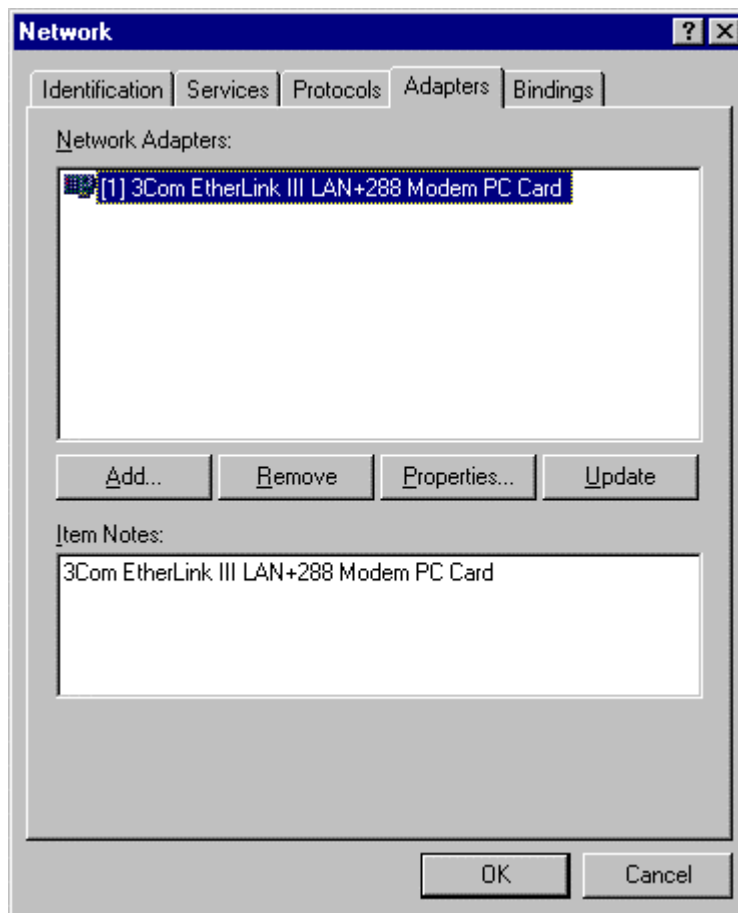 Network
Identification Services Protocols Adapters Bindings
Network Adapters:
[1] 3Com EtherLink III LAN+288 Modem PC Card
Add... Remove Properties... Update
Item Notes:
3Com EtherLink III LAN+288 Modem PC Card
OK Cancel